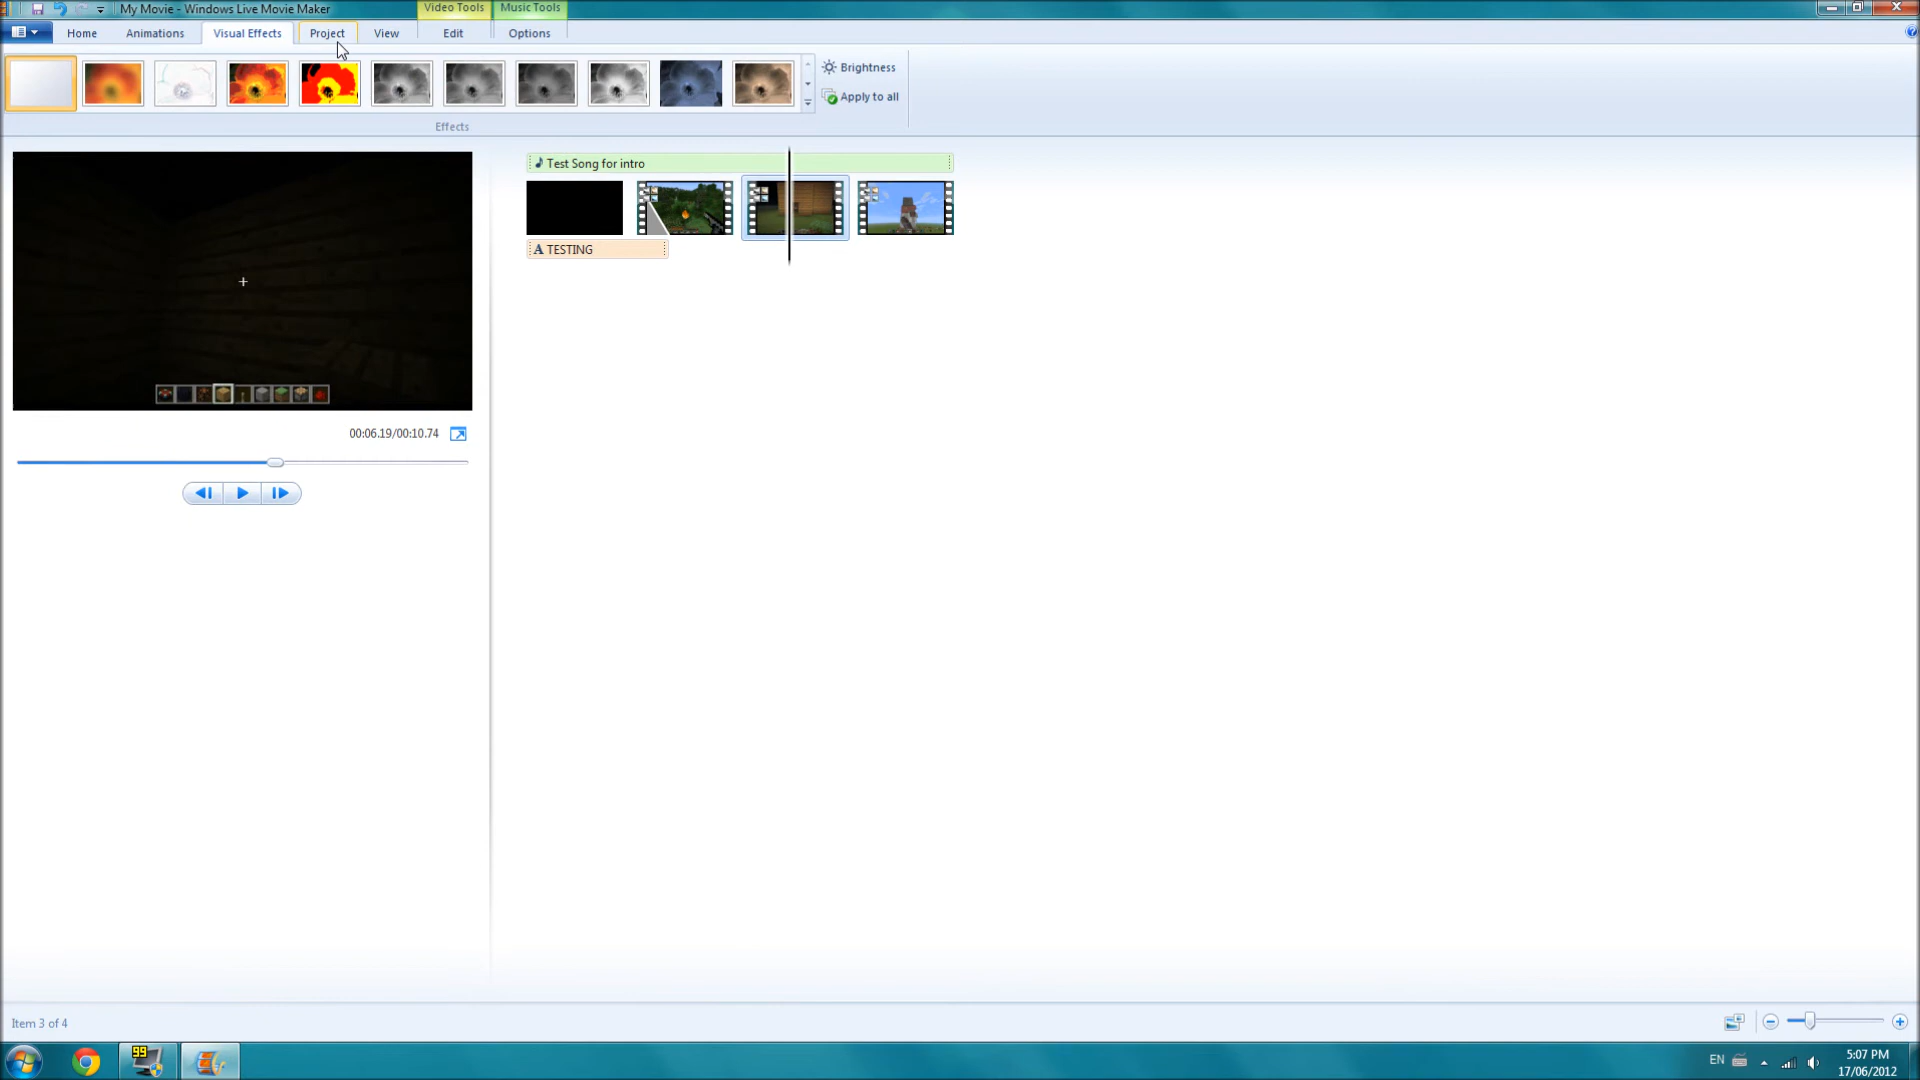 My Movie - Windows Live Movie Maker
Video Tools
Music Tools
Home
Animations
Visual Effects
Project
View
Edit
Options
Brightness
Apply to all
Effects
Test Song for intro
A TESTING
00:06.19/00:10.74
Item 3 of 4
99
EN
5:07 PM
17/06/2012